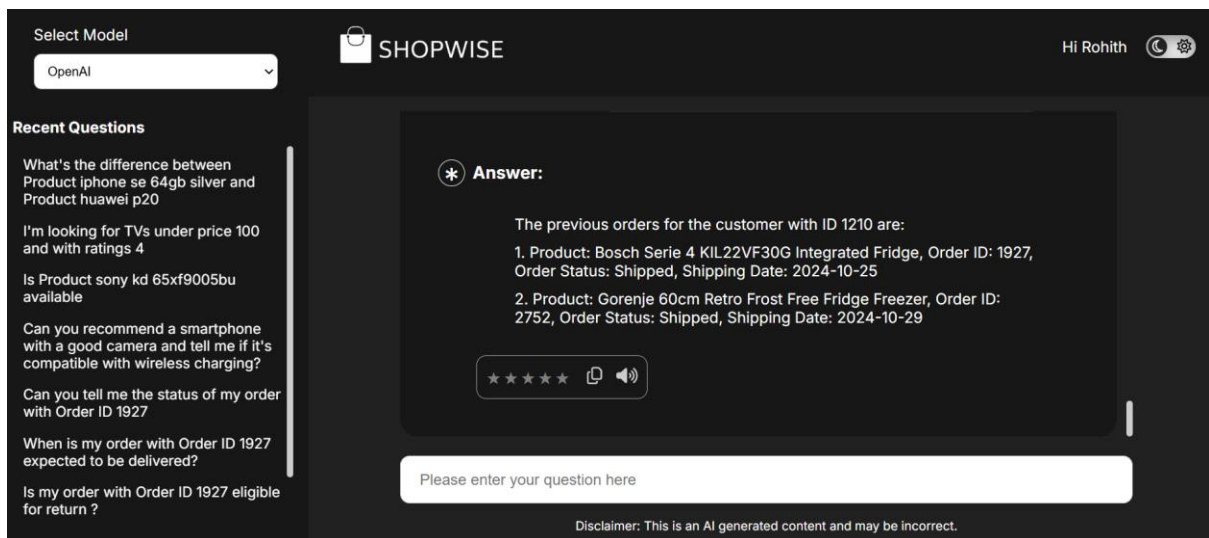 Select Model
OpenAI
SHOPWISE
Hi Rohith
Recent Questions
What's the difference between
Product iphone se 64gb silver and
Product huawei p20
I'm looking for TVs under price 100
and with ratings 4
Is Product sony kd 65xf9005bu
available
Can you recommend a smartphone
with a good camera and tell me if it's
compatible with wireless charging?
Can you tell me the status of my order
with Order ID 1927
When is my order with Order ID 1927
expected to be delivered?
Is my order with Order ID 1927 eligible
for return ?
Answer:
The previous orders for the customer with ID 1210 are:
1. Product: Bosch Serie 4 KIL22VF30G Integrated Fridge, Order ID: 1927,
Order Status: Shipped, Shipping Date: 2024-10-25
2. Product: Gorenje 60cm Retro Frost Free Fridge Freezer, Order ID:
2752, Order Status: Shipped, Shipping Date: 2024-10-29
Please enter your question here
Disclaimer: This is an AI generated content and may be incorrect.